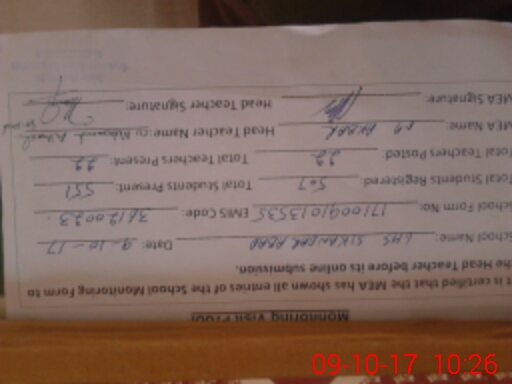 Monitoring Visit Proof
It is certified that the MEA has shown all entries of the School Monitoring Form to
the Head Teacher before its online submission.
School Name: GHS SIKANDAR ABAD Date: 9-10-17
School Form No: EMIS Code:
Total Students Registered: 567 Total Students Present: 551
Total Teachers Posted: 22 Total Teachers Present: 22
MEA Name: Head Teacher Name:
MEA Signature: Head Teacher Signature:
09-10-17 10:26